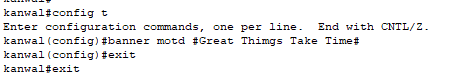 kanwal#config t
Enter configuration commands, one per line.  End with CNTL/Z.
kanwal(config)#banner motd #Great Thimgs Take Time#
kanwal(config)#exit
kanwal#exit